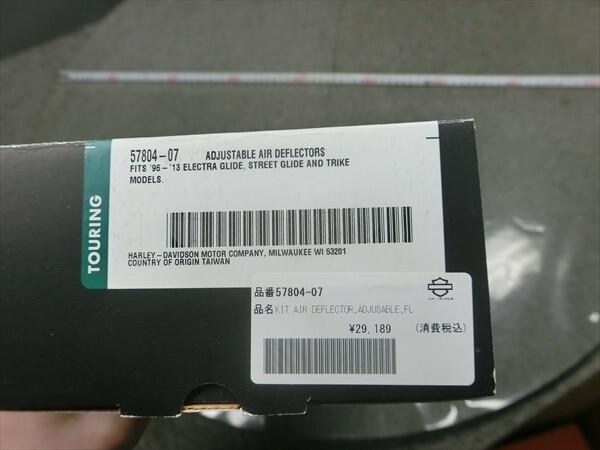 57804-07 ADJUSTABLE AIR DEFLECTORS
FITS '96-'13 ELECTRA GLIDE, STREET GLIDE AND TRIKE
MODELS.
TOURING
HARLEY-DAVIDSON MOTOR COMPANY, MILWAUKEE WI 53201
COUNTRY OF ORIGIN TAIWAN
品番57804-07
品名KIT AIR DEFLECTOR,ADJUSABLE,FL
¥29,189 (消費税込)